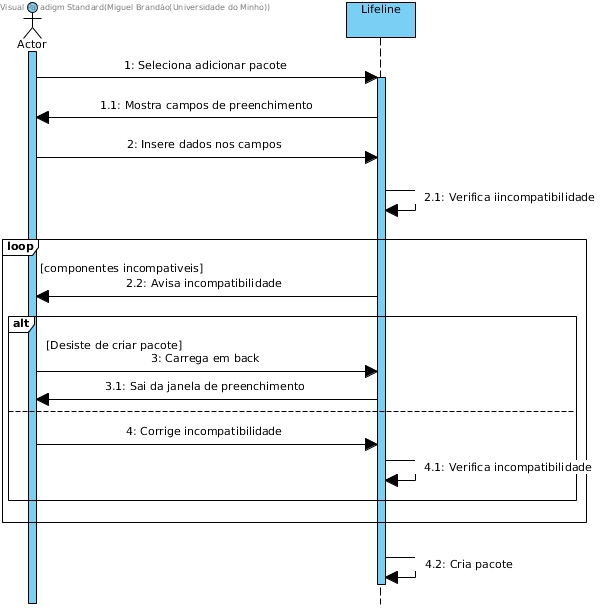 Visual Paradigm Standard(Miguel Brandão(Universidade do Minho))
Lifeline
Actor
1: Seleciona adicionar pacote
1.1: Mostra campos de preenchimento
2: Insere dados nos campos
2.1: Verifica iincompatibilidade
loop
[componentes incompativeis]
2.2: Avisa incompatibilidade
alt
[Desiste de criar pacote]
3: Carrega em back
3.1: Sai da janela de preenchimento
4: Corrige incompatibilidade
4.1: Verifica incompatibilidade
4.2: Cria pacote